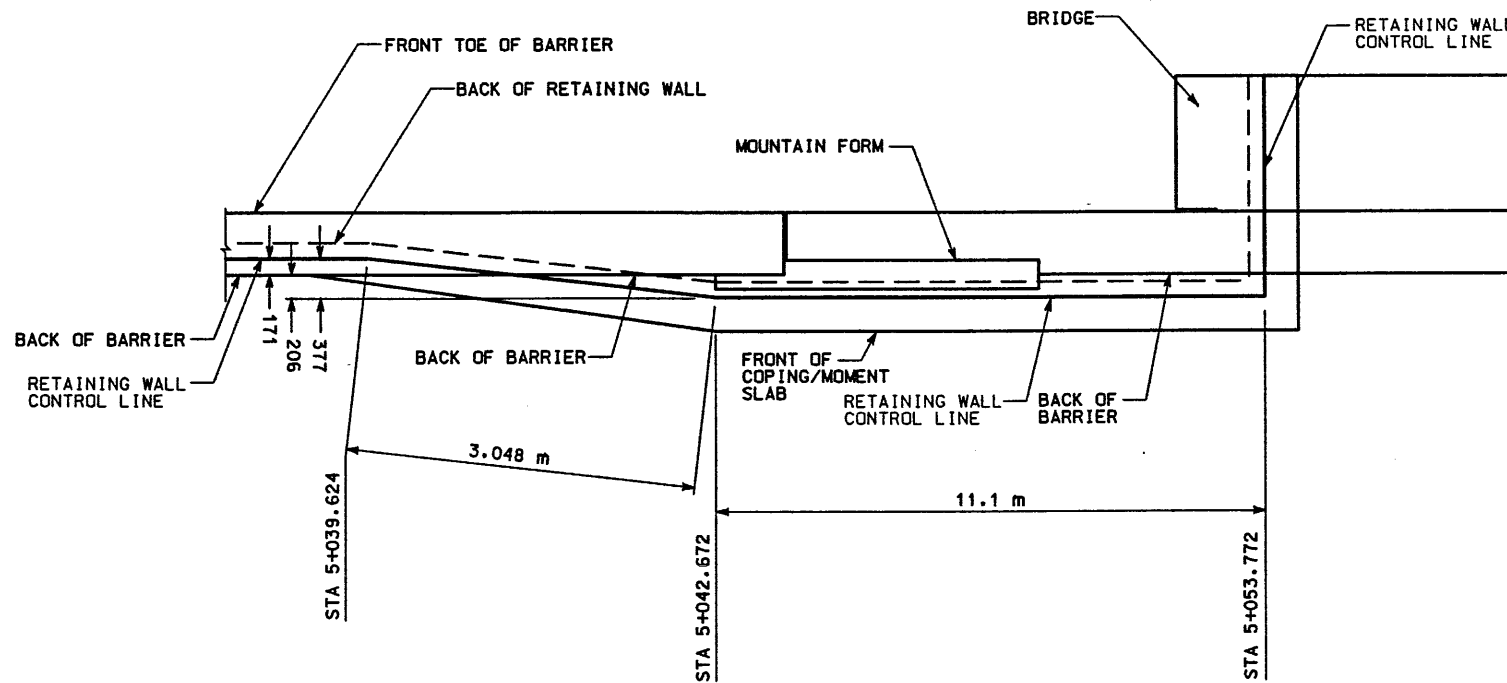 BRIDGE
RETAINING WALL
CONTROL LINE
FRONT TOE OF BARRIER
BACK OF RETAINING WALL
MOUNTAIN FORM
BACK OF BARRIER
RETAINING WALL
CONTROL LINE
171
206
377
BACK OF BARRIER
FRONT OF
COPING/MOMENT
SLAB
RETAINING WALL
CONTROL LINE
BACK OF
BARRIER
3.048 m
11.1 m
STA 5+039.624
STA 5+042.672
STA 5+053.772